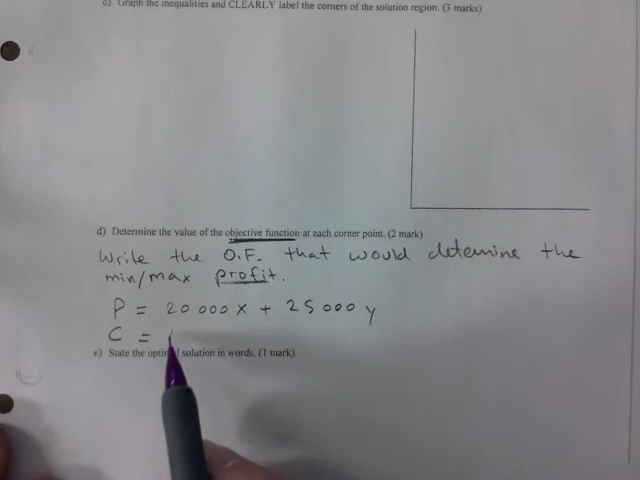 c) Graph the inequalities and CLEARLY label the corners of the solution region. (3 marks)
d) Determine the value of the objective function at each corner point. (2 mark)
Write the O.F. that would detemine the
min/max profit.
P = 20 000x + 25 000y
C =
e) State the optimal solution in words. (1 mark)